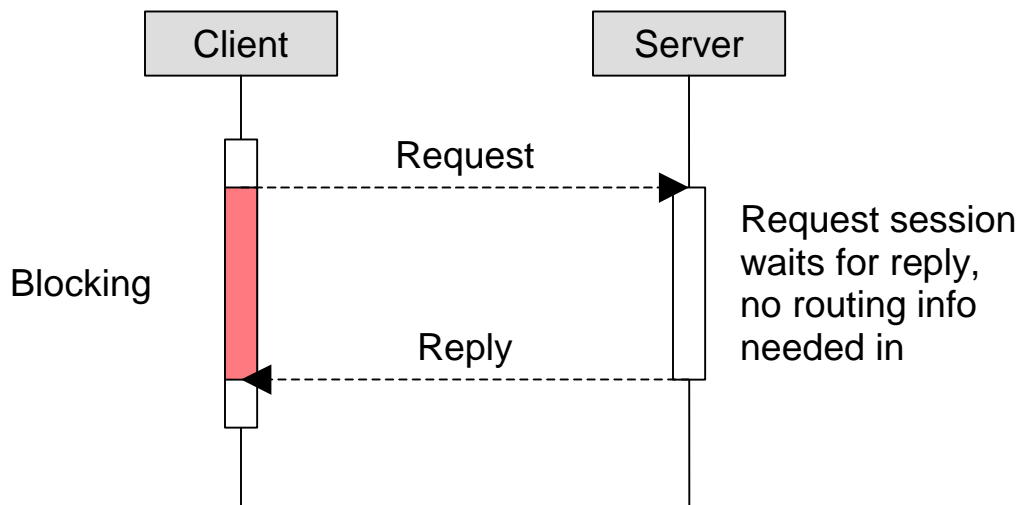 Client
Server
Request
Request session
waits for reply,
no routing info
needed in
Blocking
Reply